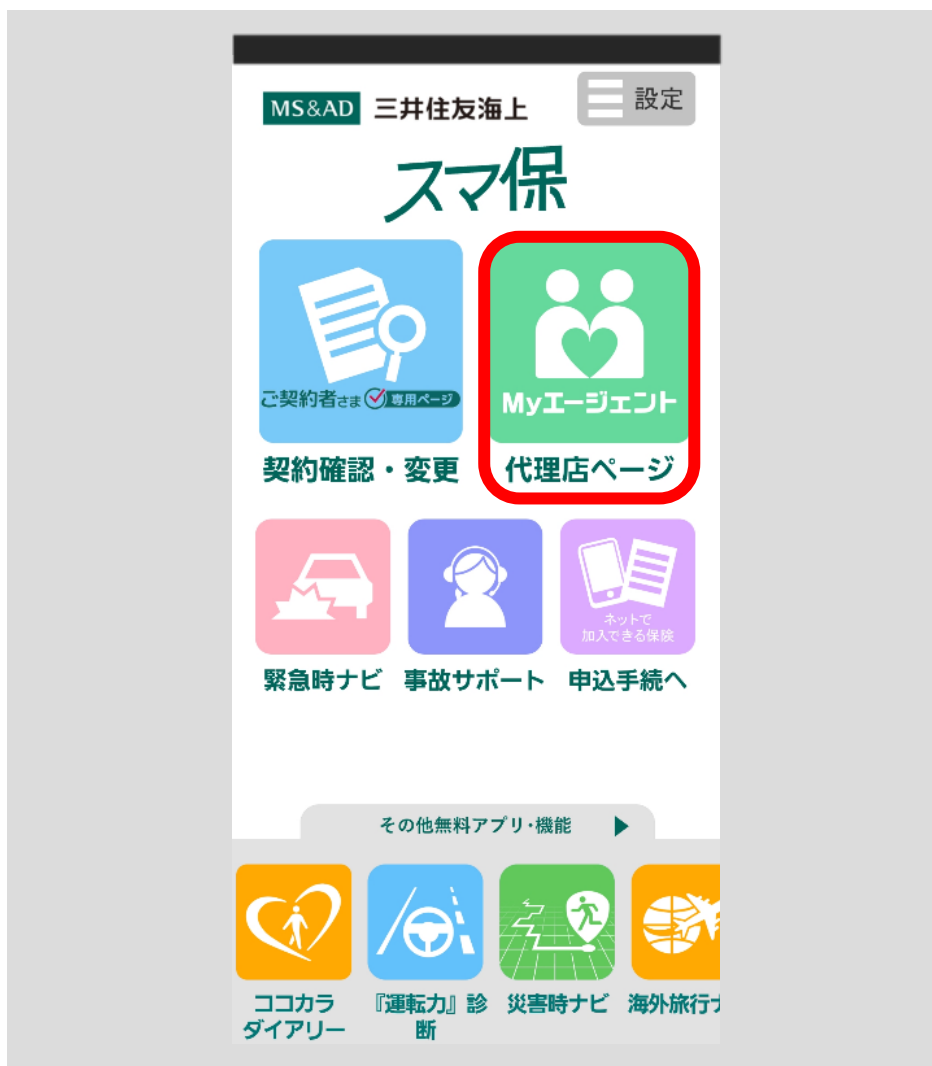 MS&AD 三井住友海上
設定
スマ保
ご契約者さま 専用ページ
Myエージェント
契約確認・変更
代理店ページ
ネットで
加入できる保険
緊急時ナビ
事故サポート
申込手続へ
その他無料アプリ・機能
ココカラ
ダイアリー
『運転力』診
断
災害時ナビ
海外旅行ナ